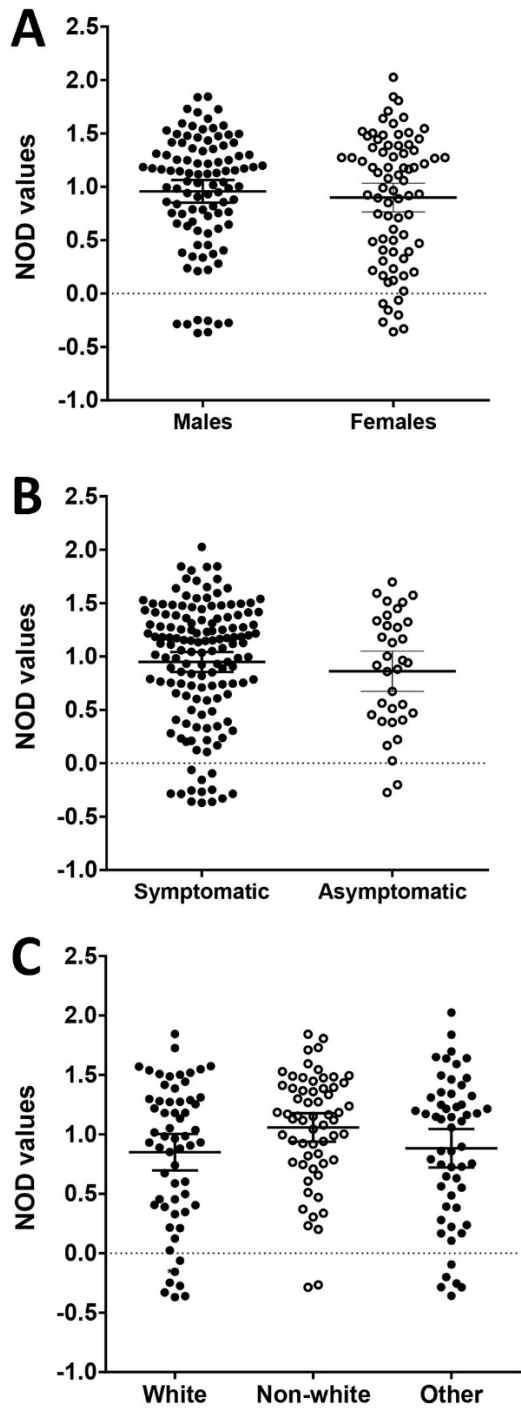 A
NOD values
2.5
2.0
1.5
1.0
0.5
0.0
-0.5
-1.0
Males Females
B
NOD values
2.5
2.0
1.5
1.0
0.5
0.0
-0.5
-1.0
Symptomatic Asymptomatic
C
NOD values
2.5
2.0
1.5
1.0
0.5
0.0
-0.5
-1.0
White Non-white Other